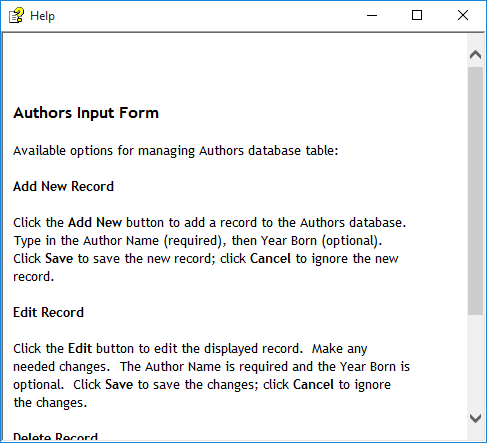 Help
Authors Input Form
Available options for managing Authors database table:
Add New Record
Click the Add New button to add a record to the Authors database.
Type in the Author Name (required), then Year Born (optional).
Click Save to save the new record; click Cancel to ignore the new
record.
Edit Record
Click the Edit button to edit the displayed record.  Make any
needed changes.  The Author Name is required and the Year Born is
optional.  Click Save to save the changes; click Cancel to ignore
the changes.
Delete Record